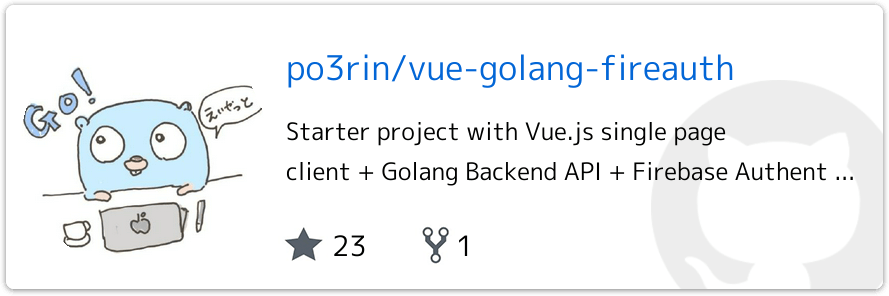 GO!
えいやっと
po3rin/vue-golang-fireauth
Starter project with Vue.js single page
client + Golang Backend API + Firebase Authent ...
23
1